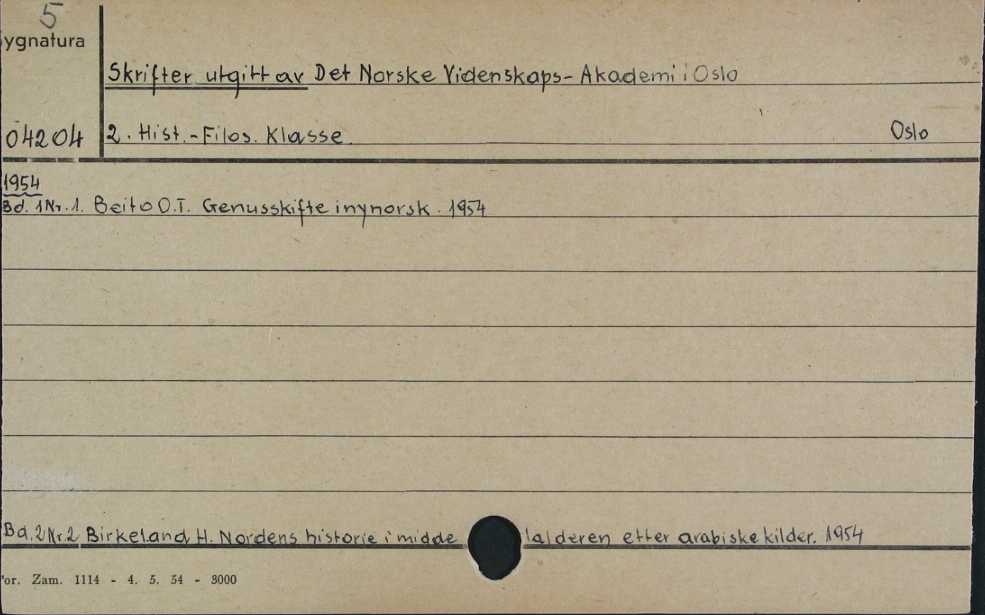 5
ygnatura
Skrifter utgitt av Det Norske Videnskaps-Akademi i Oslo
04204
2. Hist.-Filos. Klasse. Oslo
1954
Bd. 1 Nr. 1. Beito O.T. Genusskifte i nynorsk. 1954
Bd. 2 Nr. 2 Birkeland H. Nordens historie i middelalderen etter arabiske kilder. 1954
or. Zam. 1114 - 4. 5. 54 - 3000